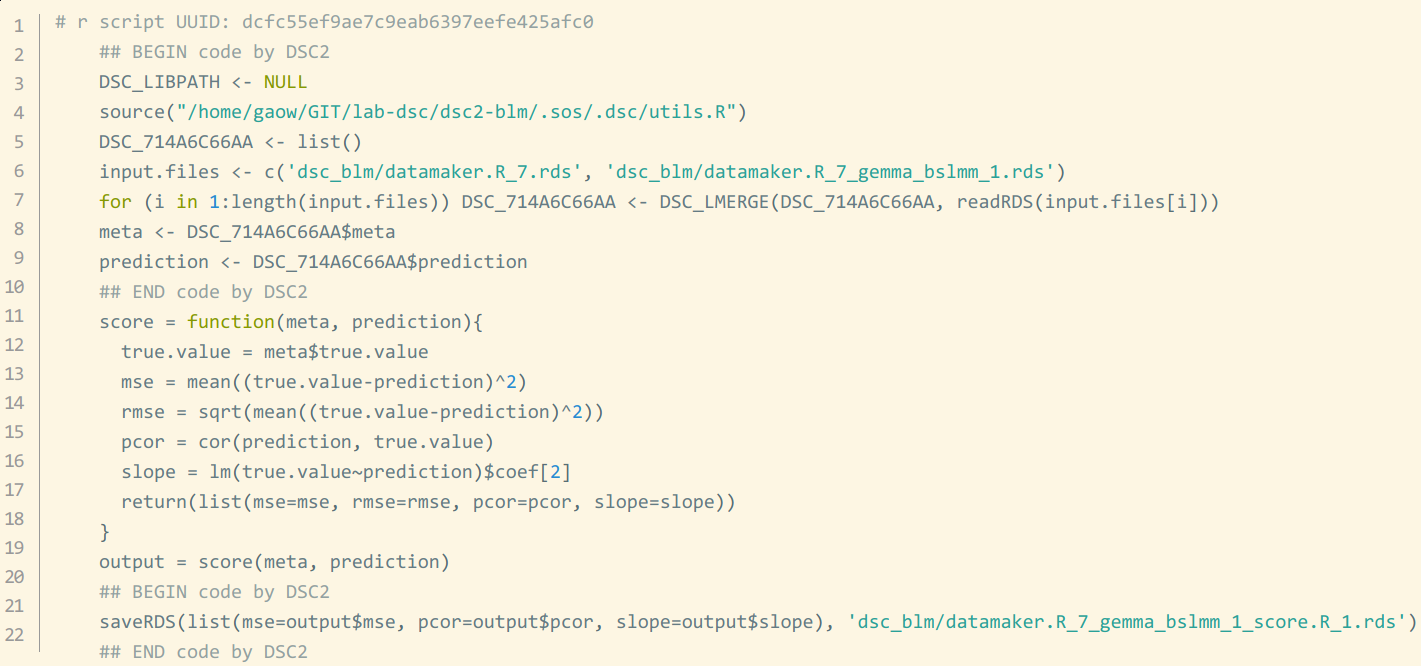 1 # r script UUID: dcfc55ef9ae7c9eab6397eefe425afc0
2     ## BEGIN code by DSC2
3     DSC_LIBPATH <- NULL
4     source("/home/gaow/GIT/lab-dsc/dsc2-blm/.sos/.dsc/utils.R")
5     DSC_714A6C66AA <- list()
6     input.files <- c('dsc_blm/datamaker.R_7.rds', 'dsc_blm/datamaker.R_7_gemma_bslmm_1.rds')
7     for (i in 1:length(input.files)) DSC_714A6C66AA <- DSC_LMERGE(DSC_714A6C66AA, readRDS(input.files[i]))
8     meta <- DSC_714A6C66AA$meta
9     prediction <- DSC_714A6C66AA$prediction
10     ## END code by DSC2
11     score = function(meta, prediction){
12       true.value = meta$true.value
13       mse = mean((true.value-prediction)^2)
14       rmse = sqrt(mean((true.value-prediction)^2))
15       pcor = cor(prediction, true.value)
16       slope = lm(true.value~prediction)$coef[2]
17       return(list(mse=mse, rmse=rmse, pcor=pcor, slope=slope))
18     }
19     output = score(meta, prediction)
20     ## BEGIN code by DSC2
21     saveRDS(list(mse=output$mse, pcor=output$pcor, slope=output$slope), 'dsc_blm/datamaker.R_7_gemma_bslmm_1_score.R_1.rds')
22     ## END code by DSC2